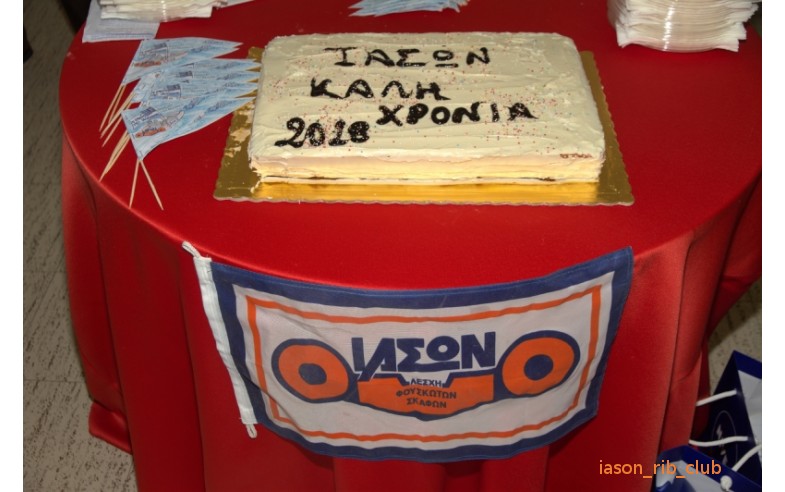 ΙΑΣΩΝ
ΚΑΛΗ
ΧΡΟΝΙΑ
2018
ΙΑΣΩΝ
ΛΕΣΧΗ
ΦΟΥΣΚΩΤΩΝ
ΣΚΑΦΩΝ
iason_rib_club